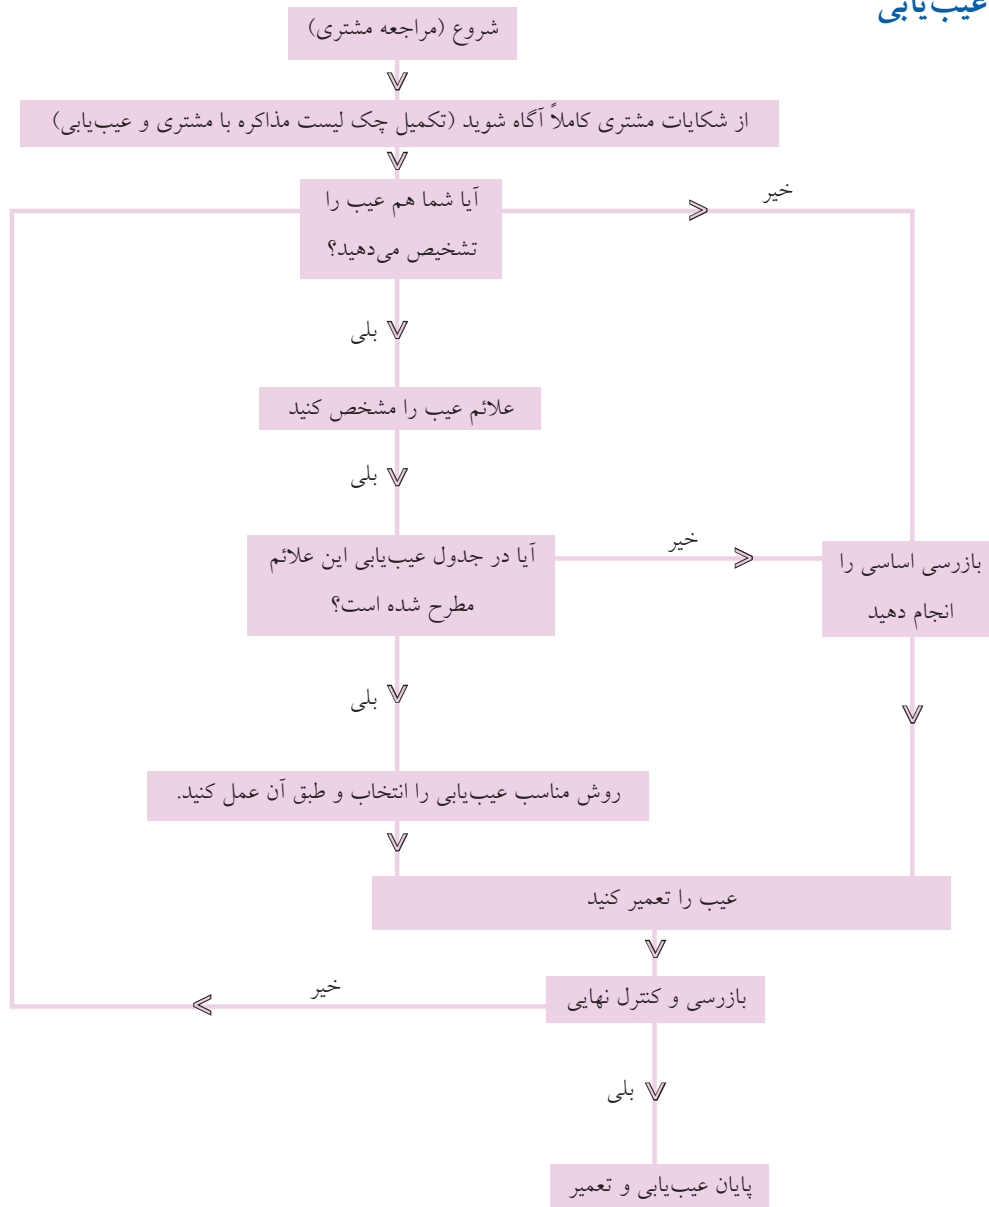 عیب‌یابی
شروع (مراجعه مشتری)
از شکایات مشتری کاملاً آگاه شوید (تکمیل چک لیست مذاکره با مشتری و عیب‌یابی)
آیا شما هم عیب را
تشخیص می‌دهید؟
خیر
بلی
علائم عیب را مشخص کنید
بلی
آیا در جدول عیب‌یابی این علائم
مطرح شده است؟
خیر
بازرسی اساسی را
انجام دهید
بلی
روش مناسب عیب‌یابی را انتخاب و طبق آن عمل کنید.
عیب را تعمیر کنید
بازرسی و کنترل نهایی
خیر
بلی
پایان عیب‌یابی و تعمیر